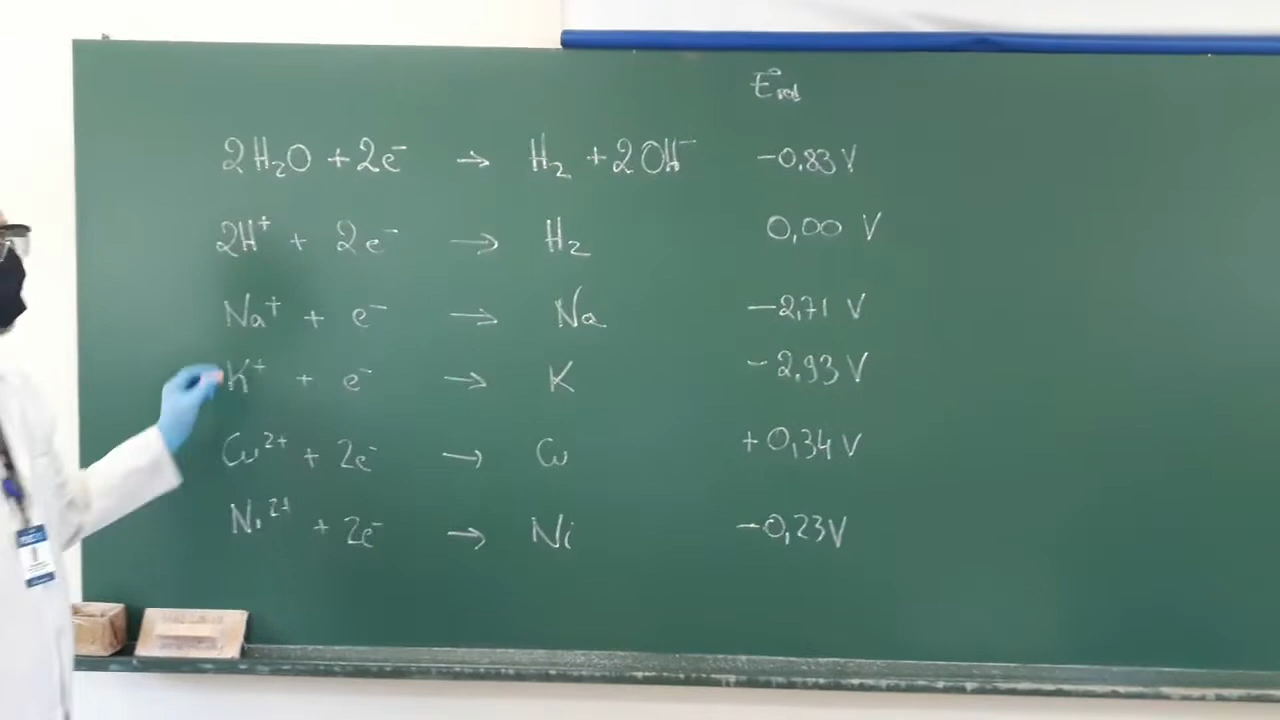 E°red
2H₂O + 2e⁻ → H₂ + 2OH⁻ -0,83 V
2H⁺ + 2e⁻ → H₂ 0,00 V
Na⁺ + e⁻ → Na -2,71 V
K⁺ + e⁻ → K -2,93 V
Cu²⁺ + 2e⁻ → Cu +0,34 V
Ni²⁺ + 2e⁻ → Ni -0,23 V